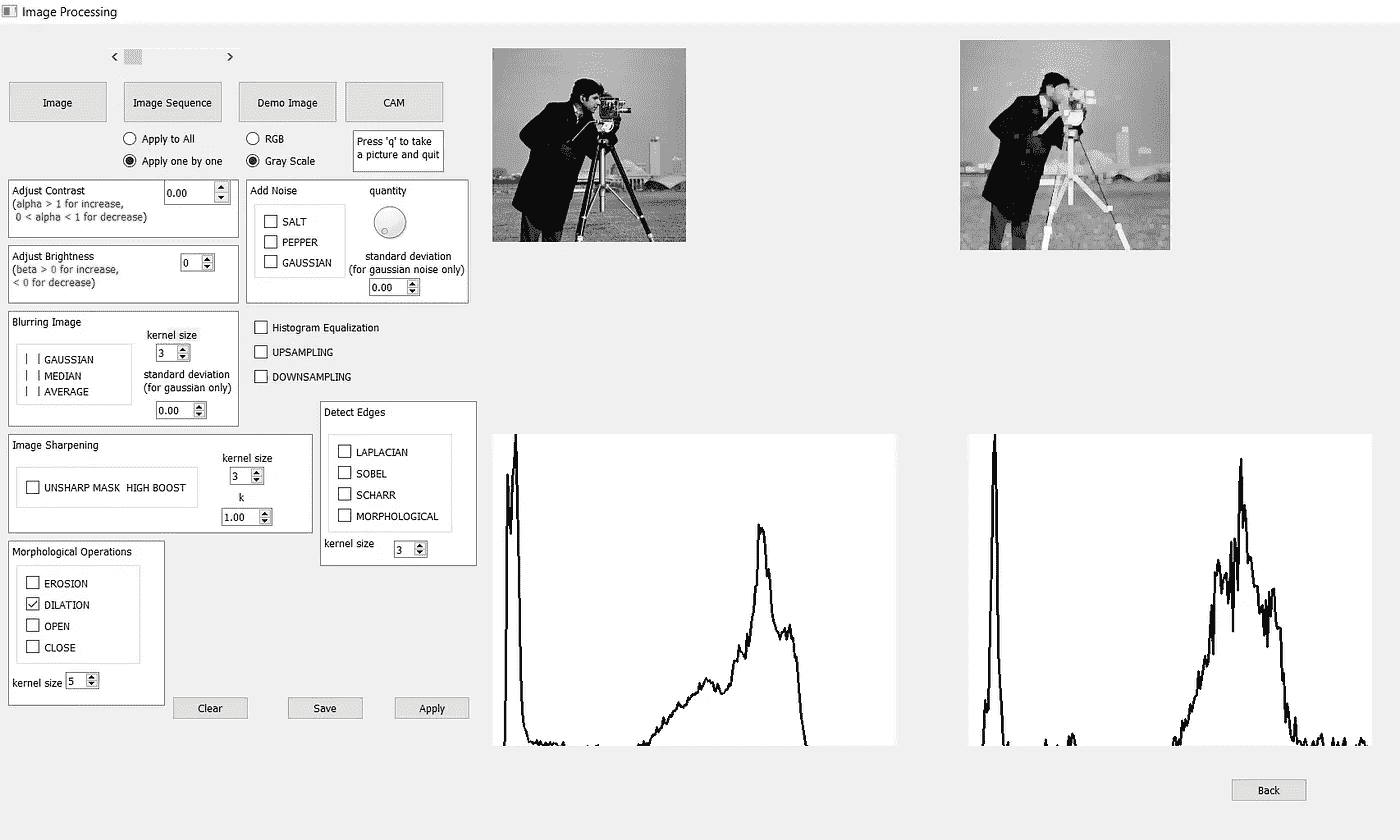 Image Processing
< >
Image
Image Sequence
Demo Image
CAM
Apply to All
Apply one by one
RGB
Gray Scale
Press 'q' to take
a picture and quit
Adjust Contrast
(alpha > 1 for increase,
0 < alpha < 1 for decrease)
0.00
Adjust Brightness
(beta > 0 for increase,
< 0 for decrease)
0
Add Noise
SALT
PEPPER
GAUSSIAN
quantity
standard deviation
(for gaussian noise only)
0.00
Blurring Image
GAUSSIAN
MEDIAN
AVERAGE
kernel size
3
standard deviation
(for gaussian only)
0.00
Histogram Equalization
UPSAMPLING
DOWNSAMPLING
Image Sharpening
UNSHARP MASK HIGH BOOST
kernel size
3
k
1.00
Detect Edges
LAPLACIAN
SOBEL
SCHARR
MORPHOLOGICAL
kernel size
3
Morphological Operations
EROSION
DILATION
OPEN
CLOSE
kernel size 5
Clear
Save
Apply
Back